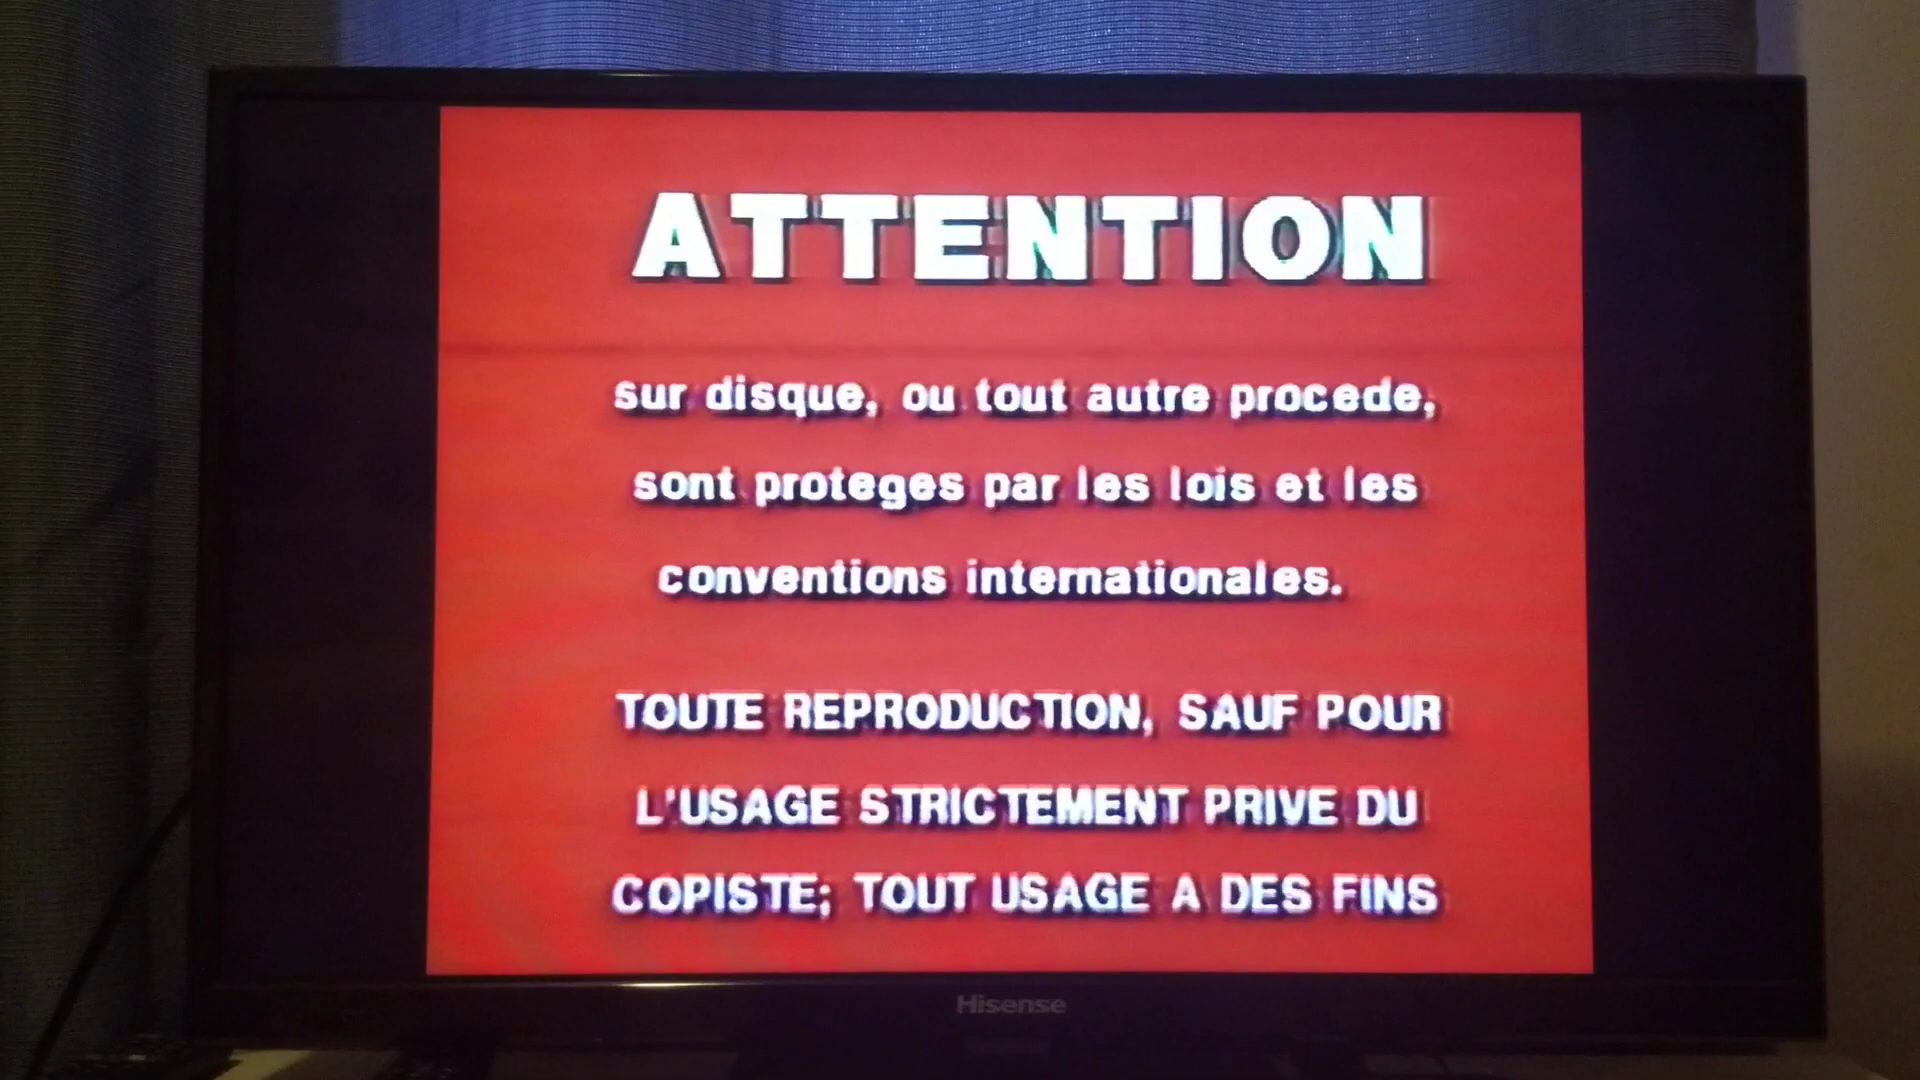 ATTENTION
sur disque, ou tout autre procede,
sont proteges par les lois et les
conventions internationales.
TOUTE REPRODUCTION, SAUF POUR
L'USAGE STRICTEMENT PRIVE DU
COPISTE; TOUT USAGE A DES FINS
Hisense